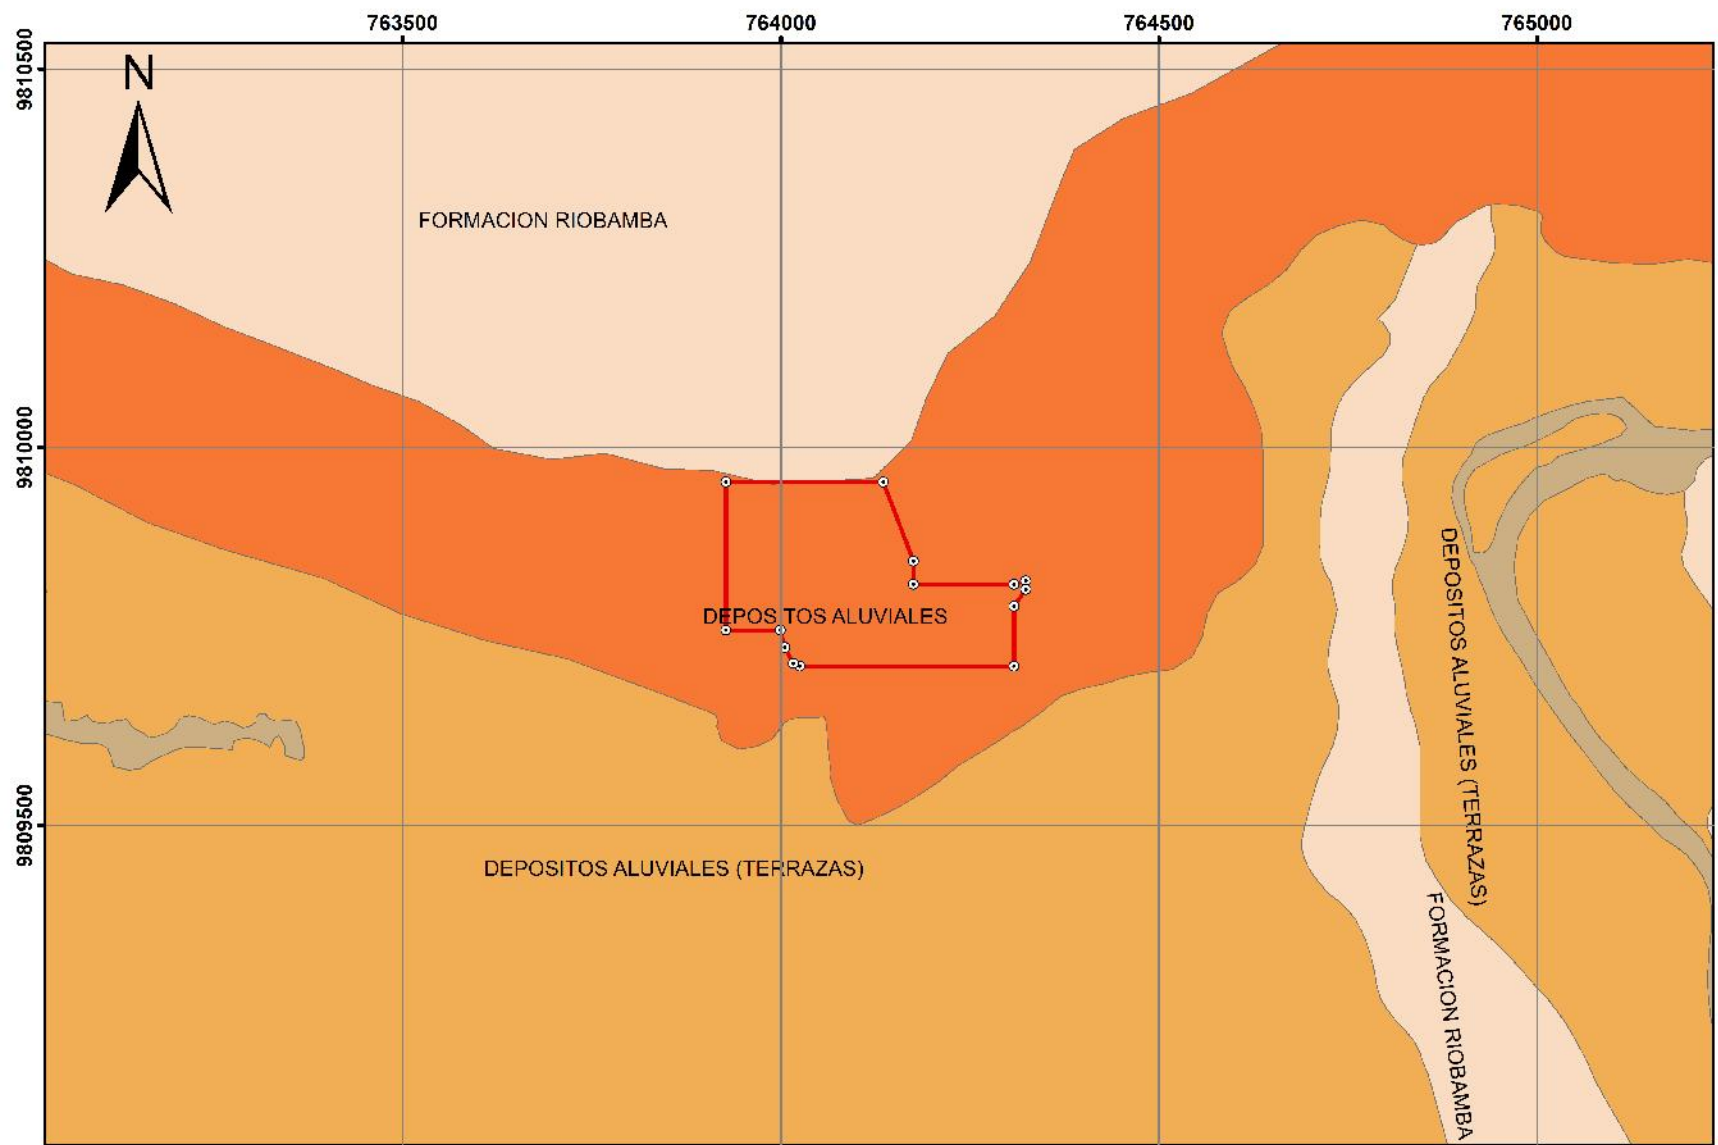 763500
764000
764500
765000
9810500
N
FORMACION RIOBAMBA
9810000
DEPOSITOS ALUVIALES
DEPOSITOS ALUVIALES (TERRAZAS)
9809500
DEPOSITOS ALUVIALES (TERRAZAS)
FORMACION RIOBAMBA